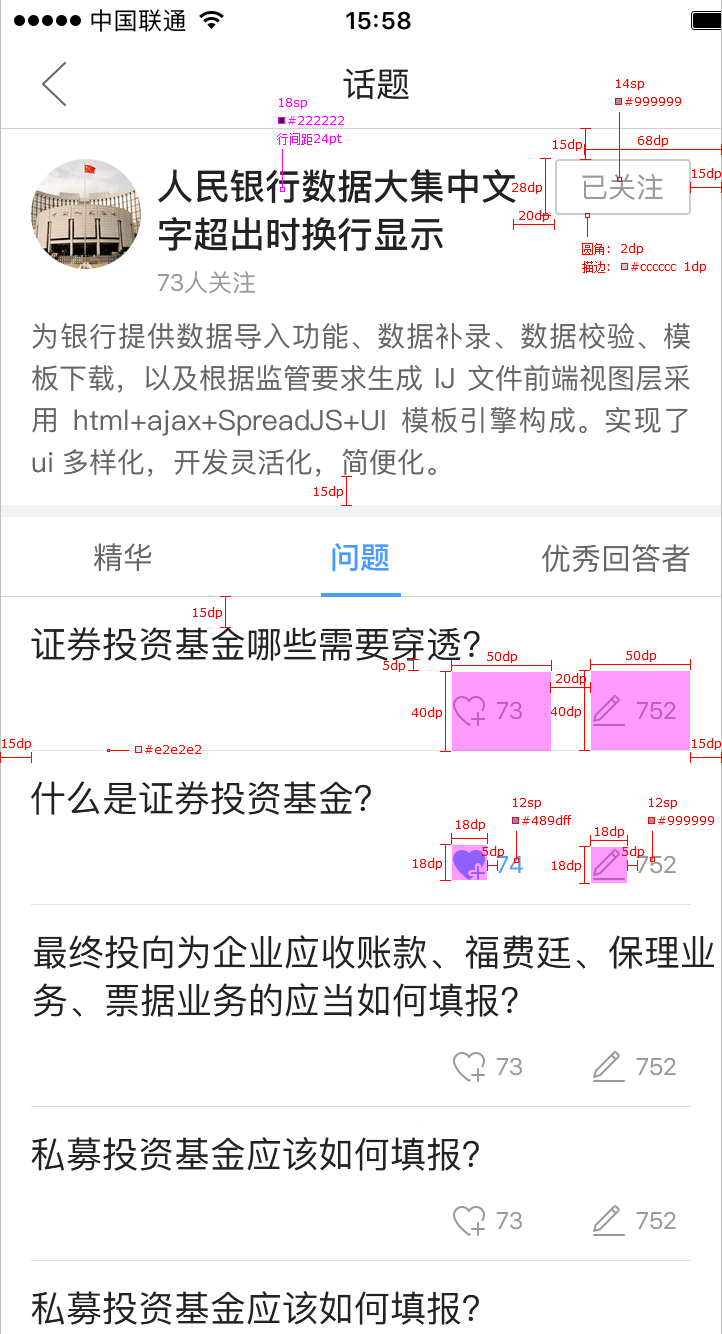 中国联通 15:58
话题
14sp
#999999
18sp
#222222
行间距24pt
15dp
68dp
人民银行数据大集中文
字超出时换行显示
28dp
20dp
已关注
15dp
圆角: 2dp
描边: #cccccc 1dp
73人关注
为银行提供数据导入功能、数据补录、数据校验、模
板下载，以及根据监管要求生成 IJ 文件前端视图层采
用 html+ajax+SpreadJS+UI 模板引擎构成。实现了
ui 多样化，开发灵活化，简便化。
15dp
精华 问题 优秀回答者
15dp
证券投资基金哪些需要穿透?
5dp
50dp
50dp
20dp
40dp
73
40dp
752
15dp
#e2e2e2
15dp
什么是证券投资基金?
12sp
#489dff
12sp
#999999
18dp
18dp
18dp
5dp
74
18dp
5dp
752
最终投向为企业应收账款、福费廷、保理业
务、票据业务的应当如何填报?
73 752
私募投资基金应该如何填报?
73 752
私募投资基金应该如何填报?